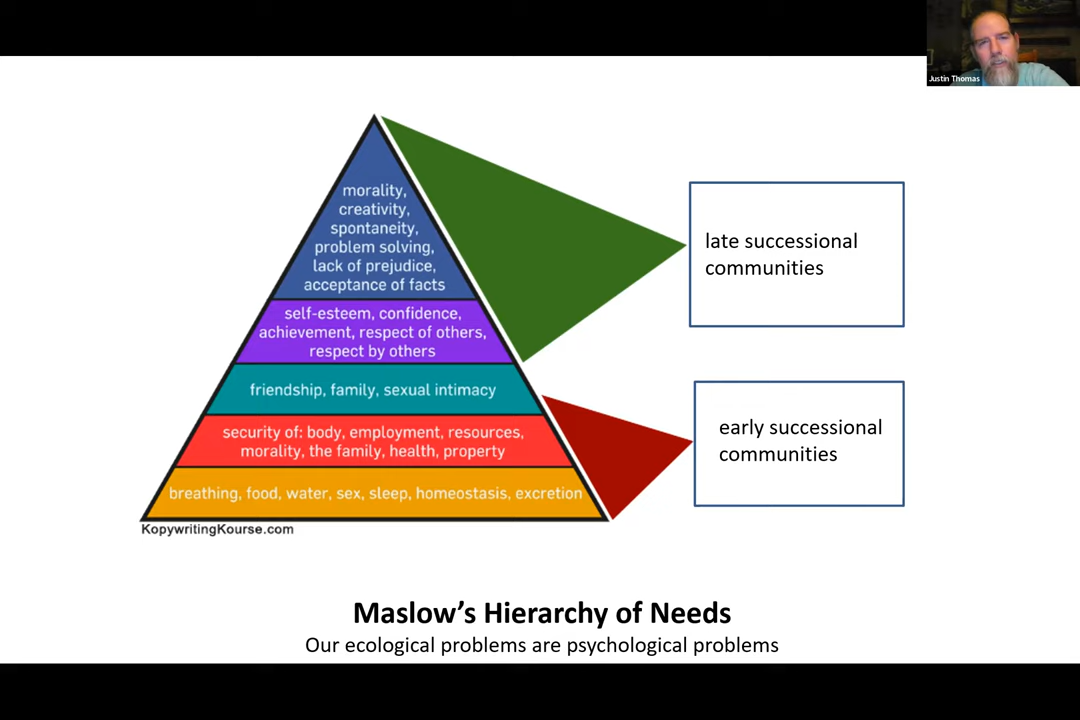 Justin Thomas
morality,
creativity,
spontaneity,
problem solving,
lack of prejudice,
acceptance of facts
self-esteem, confidence,
achievement, respect of others,
respect by others
friendship, family, sexual intimacy
security of: body, employment, resources,
morality, the family, health, property
breathing, food, water, sex, sleep, homeostasis, excretion
KopywritingKourse.com
late successional
communities
early successional
communities
Maslow's Hierarchy of Needs
Our ecological problems are psychological problems